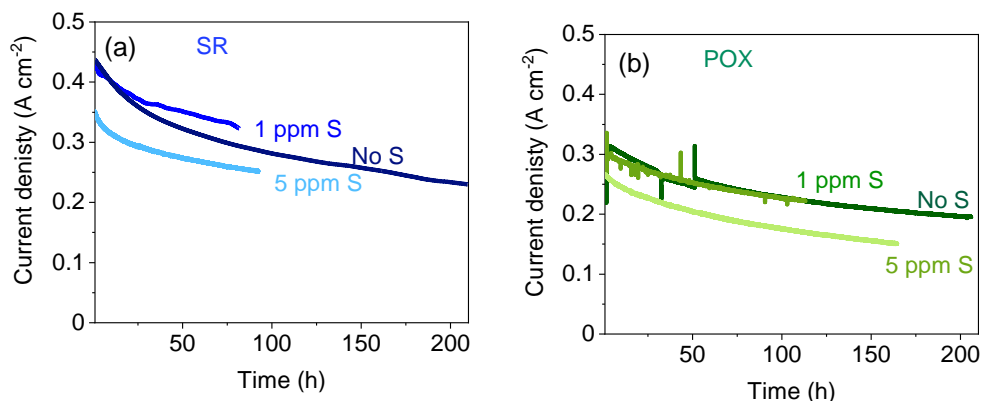 (a)
SR
Current denisty (A cm-2)
0.5
0.4
0.3
0.2
0.1
0
1 ppm S
No S
5 ppm S
50
100
150
200
Time (h)
(b)
POX
Current denisty (A cm-2)
0.5
0.4
0.3
0.2
0.1
0
1 ppm S
No S
5 ppm S
50
100
150
200
Time (h)